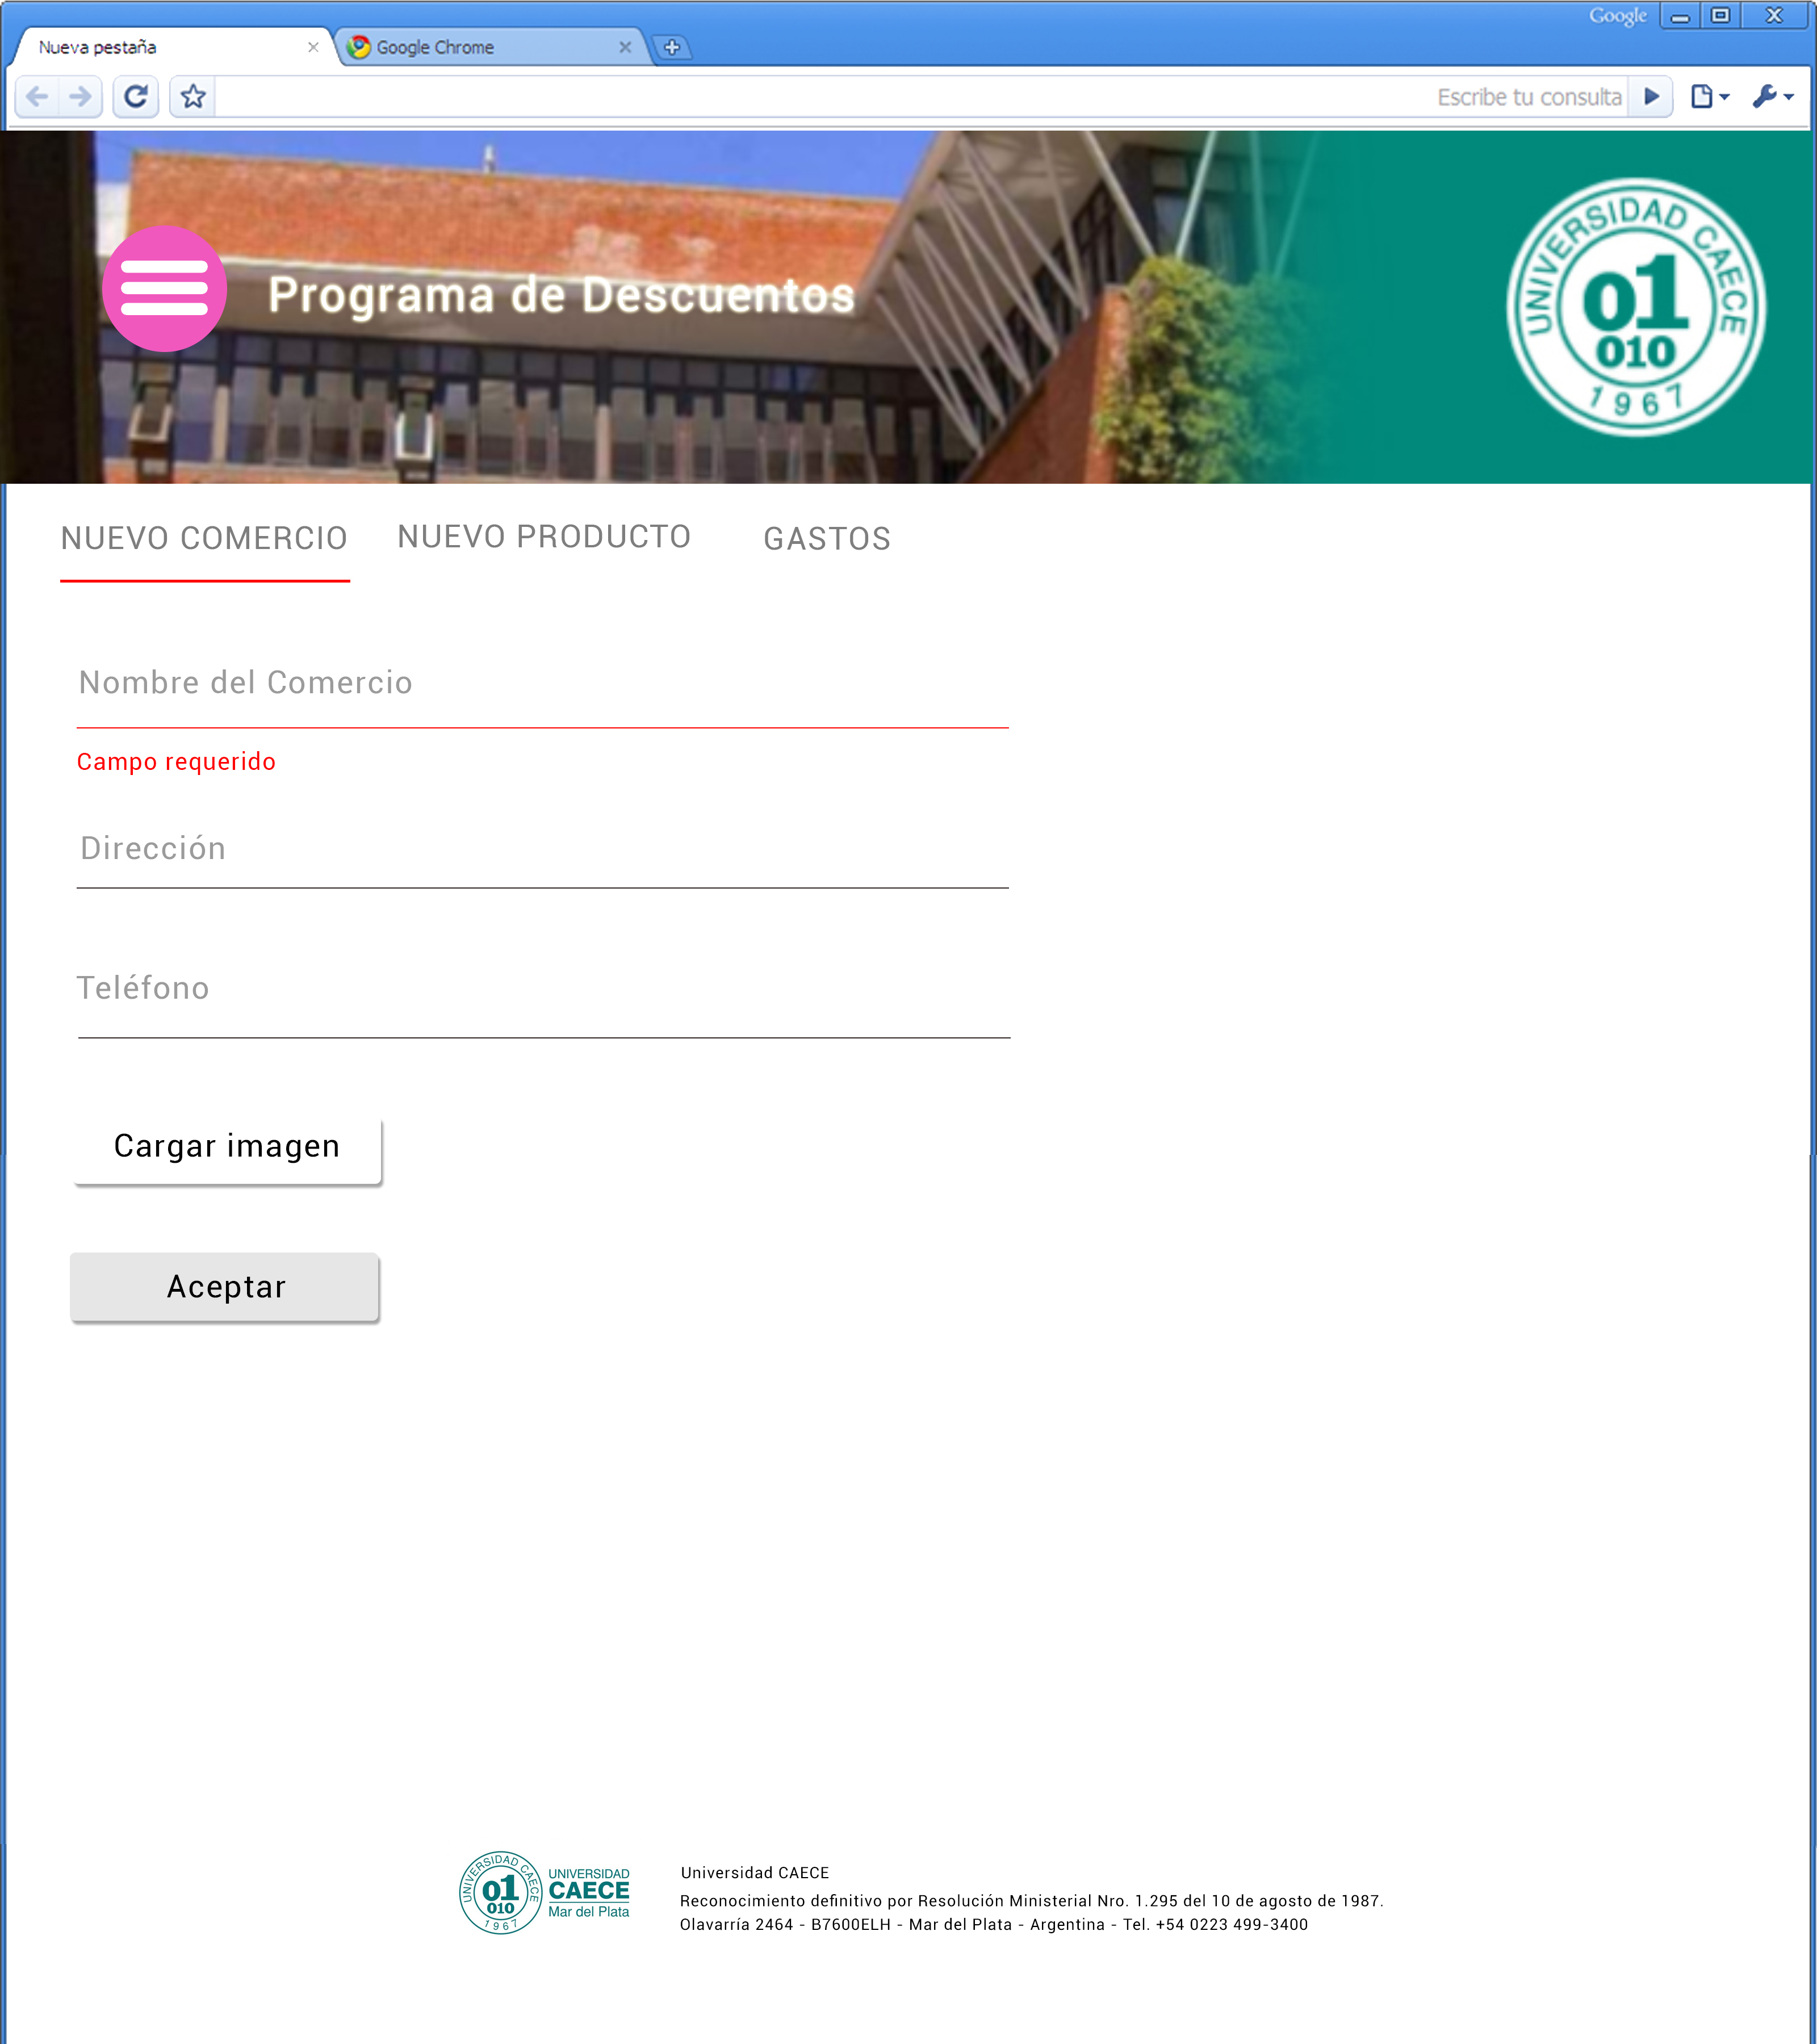 Google
Nueva pestaña
Google Chrome
Escribe tu consulta
Programa de Descuentos
UNIVERSIDAD CAECE
01
010
1967
NUEVO COMERCIO
NUEVO PRODUCTO
GASTOS
Nombre del Comercio
Campo requerido
Dirección
Teléfono
Cargar imagen
Aceptar
UNIVERSIDAD CAECE
01
010
1967
UNIVERSIDAD
CAECE
Mar del Plata
Universidad CAECE
Reconocimiento definitivo por Resolución Ministerial Nro. 1.295 del 10 de agosto de 1987.
Olavarría 2464 - B7600ELH - Mar del Plata - Argentina - Tel. +54 0223 499-3400